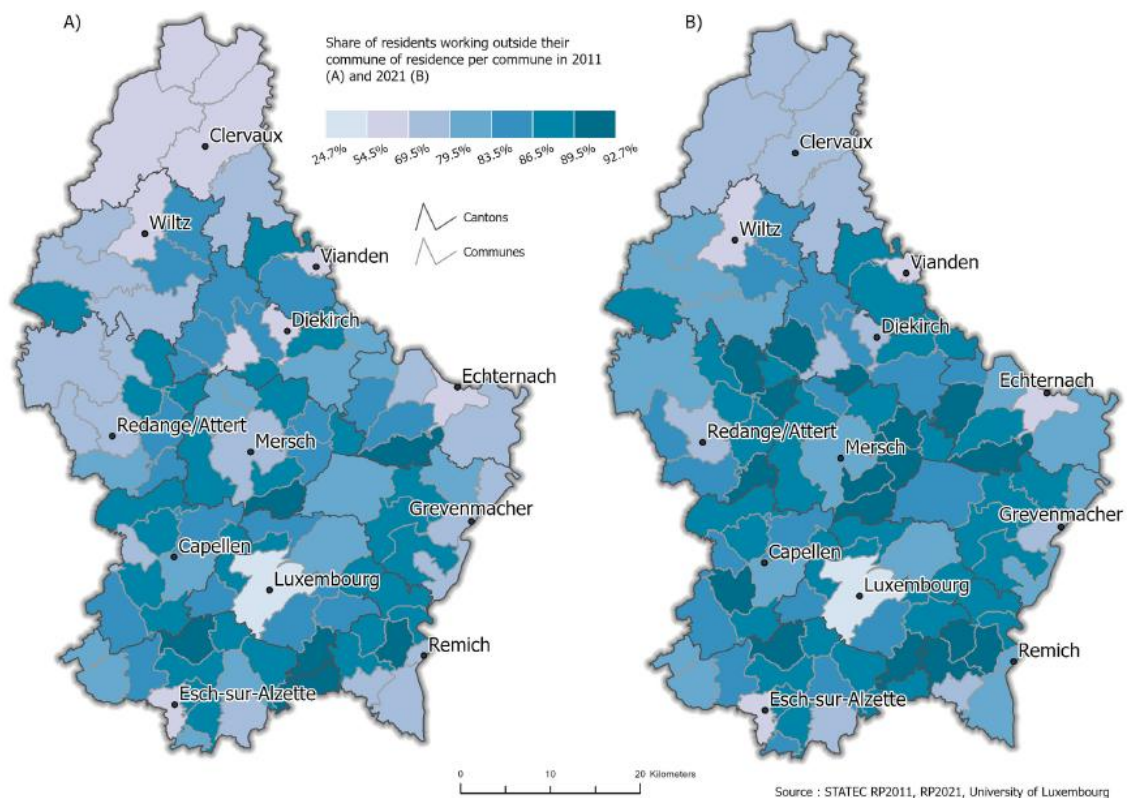 A)
B)
Share of residents working outside their
commune of residence per commune in 2011
(A) and 2021 (B)
24.7% 54.5% 69.5% 79.5% 83.5% 86.5% 89.5% 92.7%
Cantons
Communes
Clervaux
Wiltz
Vianden
Diekirch
Echternach
Redange/Attert
Mersch
Grevenmacher
Capellen
Luxembourg
Remich
Esch-sur-Alzette
Clervaux
Wiltz
Vianden
Diekirch
Echternach
Redange/Attert
Mersch
Grevenmacher
Capellen
Luxembourg
Remich
Esch-sur-Alzette
0 10 20 Kilometers
Source : STATEC RP2011, RP2021, University of Luxembourg